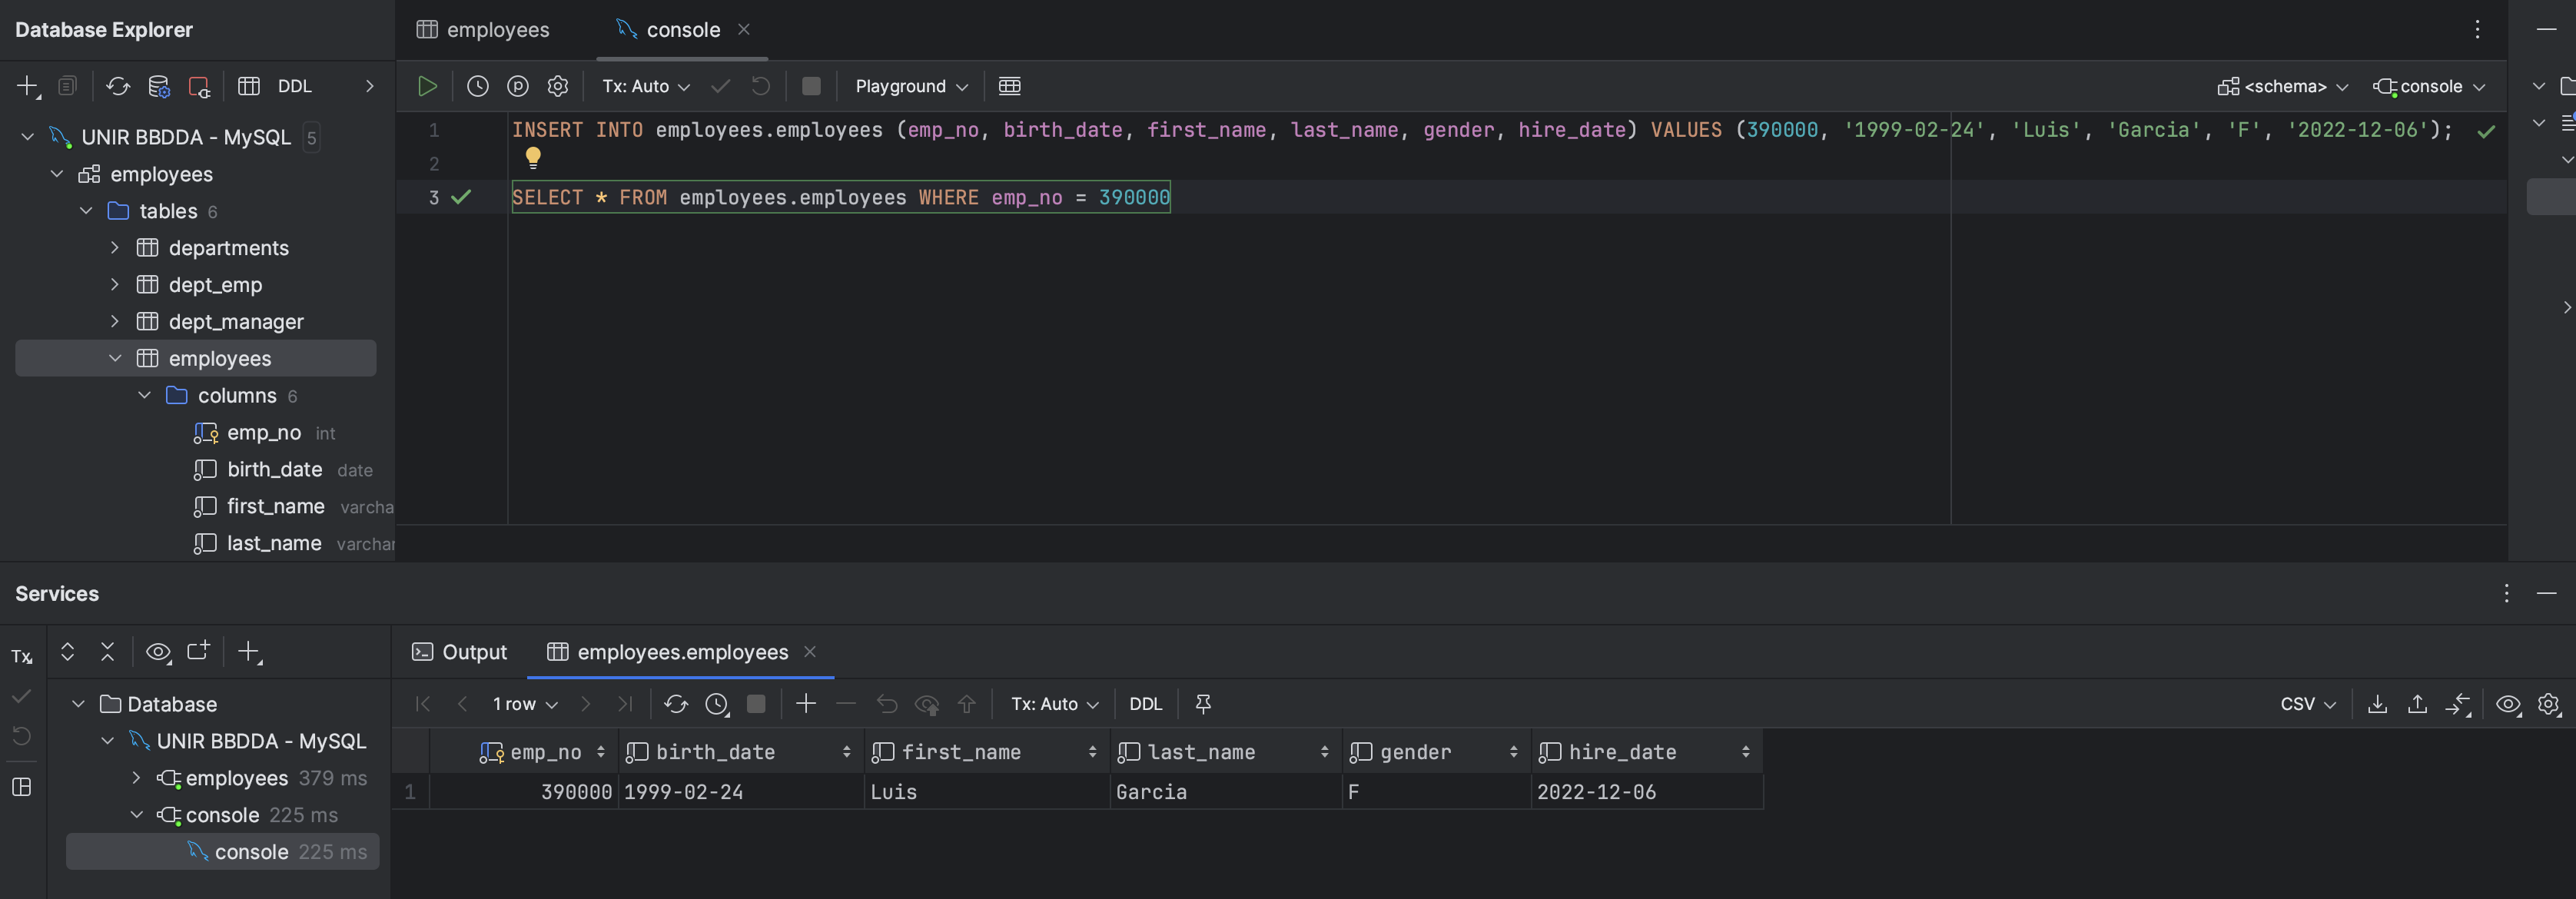 Database Explorer
employees
console
DDL
Tx: Auto
Playground
<schema>
console
UNIR BBDDA - MySQL 5
employees
tables 6
departments
dept_emp
dept_manager
employees
columns 6
emp_no int
birth_date date
first_name varcha
last_name varchar
1 INSERT INTO employees.employees (emp_no, birth_date, first_name, last_name, gender, hire_date) VALUES (390000, '1999-02-24', 'Luis', 'Garcia', 'F', '2022-12-06');
2
3 SELECT * FROM employees.employees WHERE emp_no = 390000
Services
Tx
Database
UNIR BBDDA - MySQL
employees 379 ms
console 225 ms
console 225 ms
Output
employees.employees
1 row
Tx: Auto
DDL
CSV
emp_no birth_date first_name last_name gender hire_date
1 390000 1999-02-24 Luis Garcia F 2022-12-06